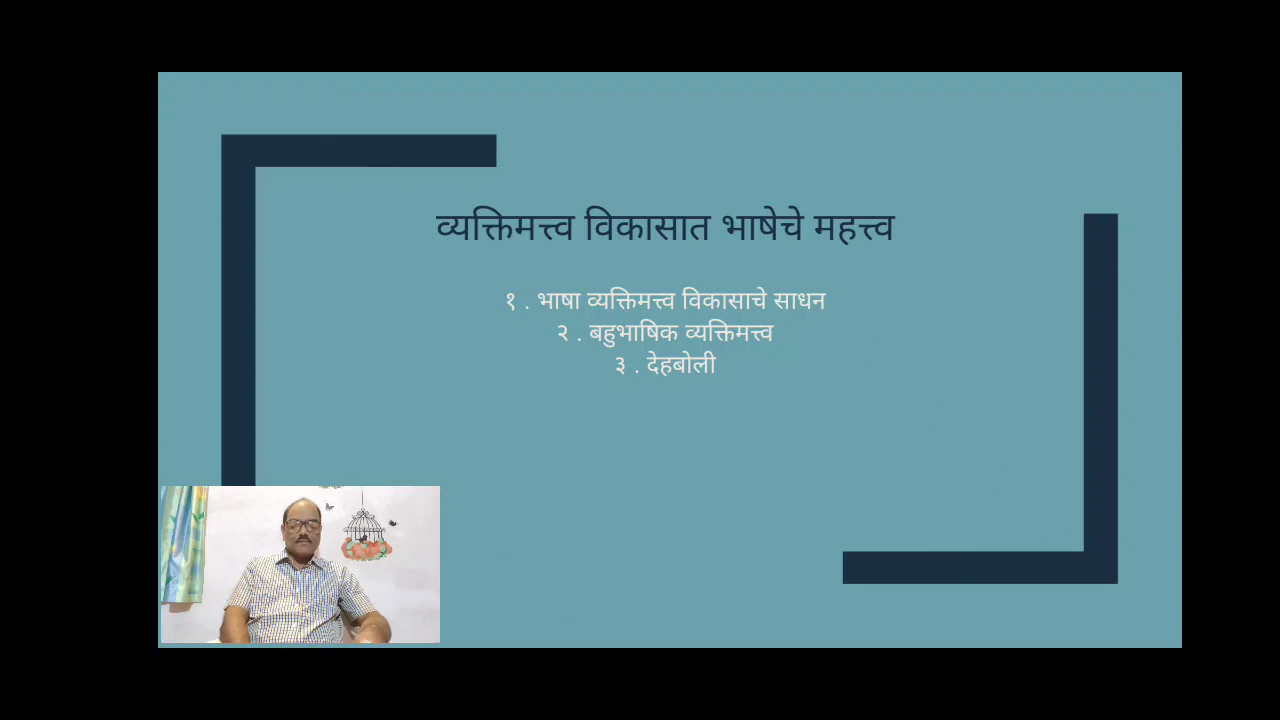 व्यक्तिमत्त्व विकासात भाषेचे महत्त्व
१ . भाषा व्यक्तिमत्त्व विकासाचे साधन
२ . बहुभाषिक व्यक्तिमत्त्व
३ . देहबोली